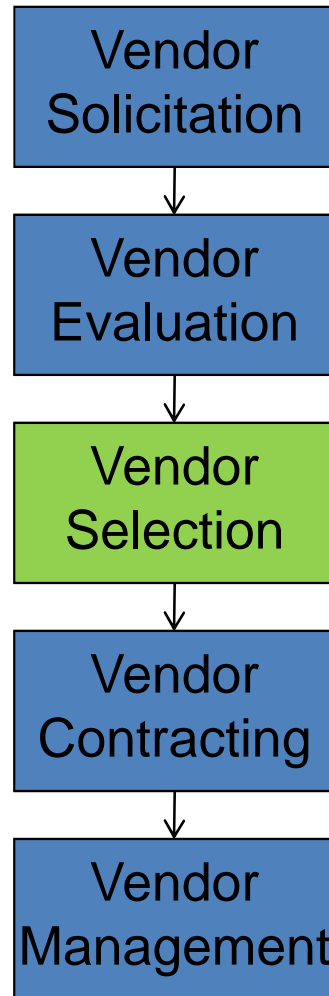 Vendor
Solicitation
Vendor
Evaluation
Vendor
Selection
Vendor
Contracting
Vendor
Management